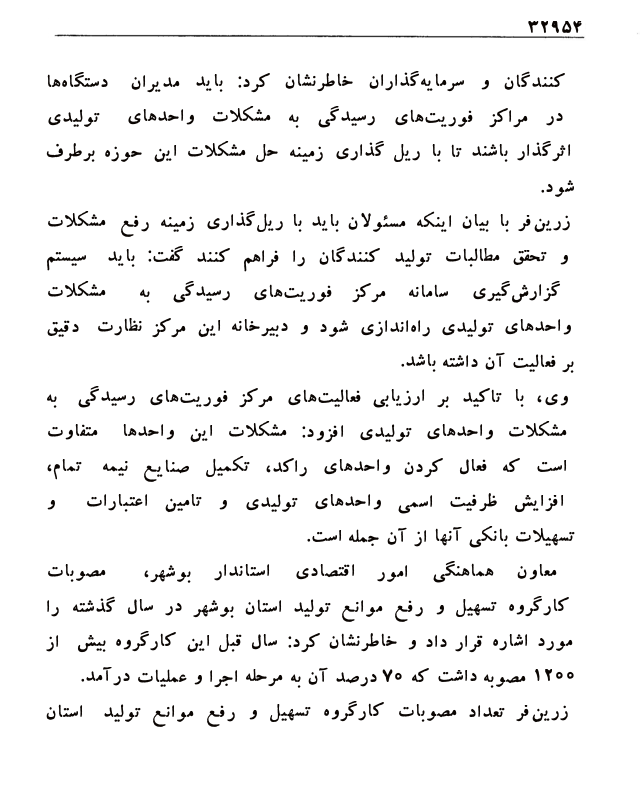 ۳۲۹۵۴
کنندگان و سرمایه‌گذاران خاطرنشان کرد: باید مدیران دستگاه‌ها
در مراکز فوریت‌های رسیدگی به مشکلات واحدهای تولیدی
اثرگذار باشند تا با ریل گذاری زمینه حل مشکلات این حوزه برطرف
شود.
زرین‌فر با بیان اینکه مسئولان باید با ریل‌گذاری زمینه رفع مشکلات
و تحقق مطالبات تولید کنندگان را فراهم کنند گفت: باید سیستم
گزارش‌گیری سامانه مرکز فوریت‌های رسیدگی به مشکلات
واحدهای تولیدی راه‌اندازی شود و دبیرخانه این مرکز نظارت دقیق
بر فعالیت آن داشته باشد.
وی، با تاکید بر ارزیابی فعالیت‌های مرکز فوریت‌های رسیدگی به
مشکلات واحدهای تولیدی افزود: مشکلات این واحدها متفاوت
است که فعال کردن واحدهای راکد، تکمیل صنایع نیمه تمام،
افزایش ظرفیت اسمی واحدهای تولیدی و تامین اعتبارات و
تسهیلات بانکی آنها از آن جمله است.
معاون هماهنگی امور اقتصادی استاندار بوشهر، مصوبات
کارگروه تسهیل و رفع موانع تولید استان بوشهر در سال گذشته را
مورد اشاره قرار داد و خاطرنشان کرد: سال قبل این کارگروه بیش از
۱۲۰۰ مصوبه داشت که ۷۰ درصد آن به مرحله اجرا و عملیات درآمد.
زرین‌فر تعداد مصوبات کارگروه تسهیل و رفع موانع تولید استان